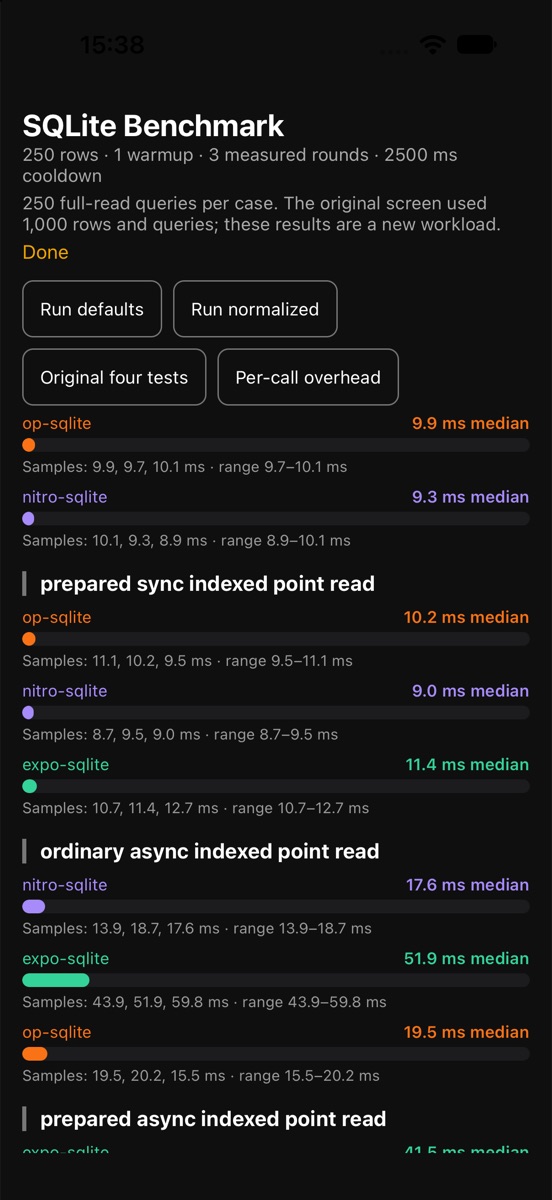 15:38
SQLite Benchmark
250 rows · 1 warmup · 3 measured rounds · 2500 ms
cooldown
250 full-read queries per case. The original screen used
1,000 rows and queries; these results are a new workload.
Done
Run defaults
Run normalized
Original four tests
Per-call overhead
op-sqlite 9.9 ms median
Samples: 9.9, 9.7, 10.1 ms · range 9.7–10.1 ms
nitro-sqlite 9.3 ms median
Samples: 10.1, 9.3, 8.9 ms · range 8.9–10.1 ms
prepared sync indexed point read
op-sqlite 10.2 ms median
Samples: 11.1, 10.2, 9.5 ms · range 9.5–11.1 ms
nitro-sqlite 9.0 ms median
Samples: 8.7, 9.5, 9.0 ms · range 8.7–9.5 ms
expo-sqlite 11.4 ms median
Samples: 10.7, 11.4, 12.7 ms · range 10.7–12.7 ms
ordinary async indexed point read
nitro-sqlite 17.6 ms median
Samples: 13.9, 18.7, 17.6 ms · range 13.9–18.7 ms
expo-sqlite 51.9 ms median
Samples: 43.9, 51.9, 59.8 ms · range 43.9–59.8 ms
op-sqlite 19.5 ms median
Samples: 19.5, 20.2, 15.5 ms · range 15.5–20.2 ms
prepared async indexed point read
expo-sqlite 41.5 ms median